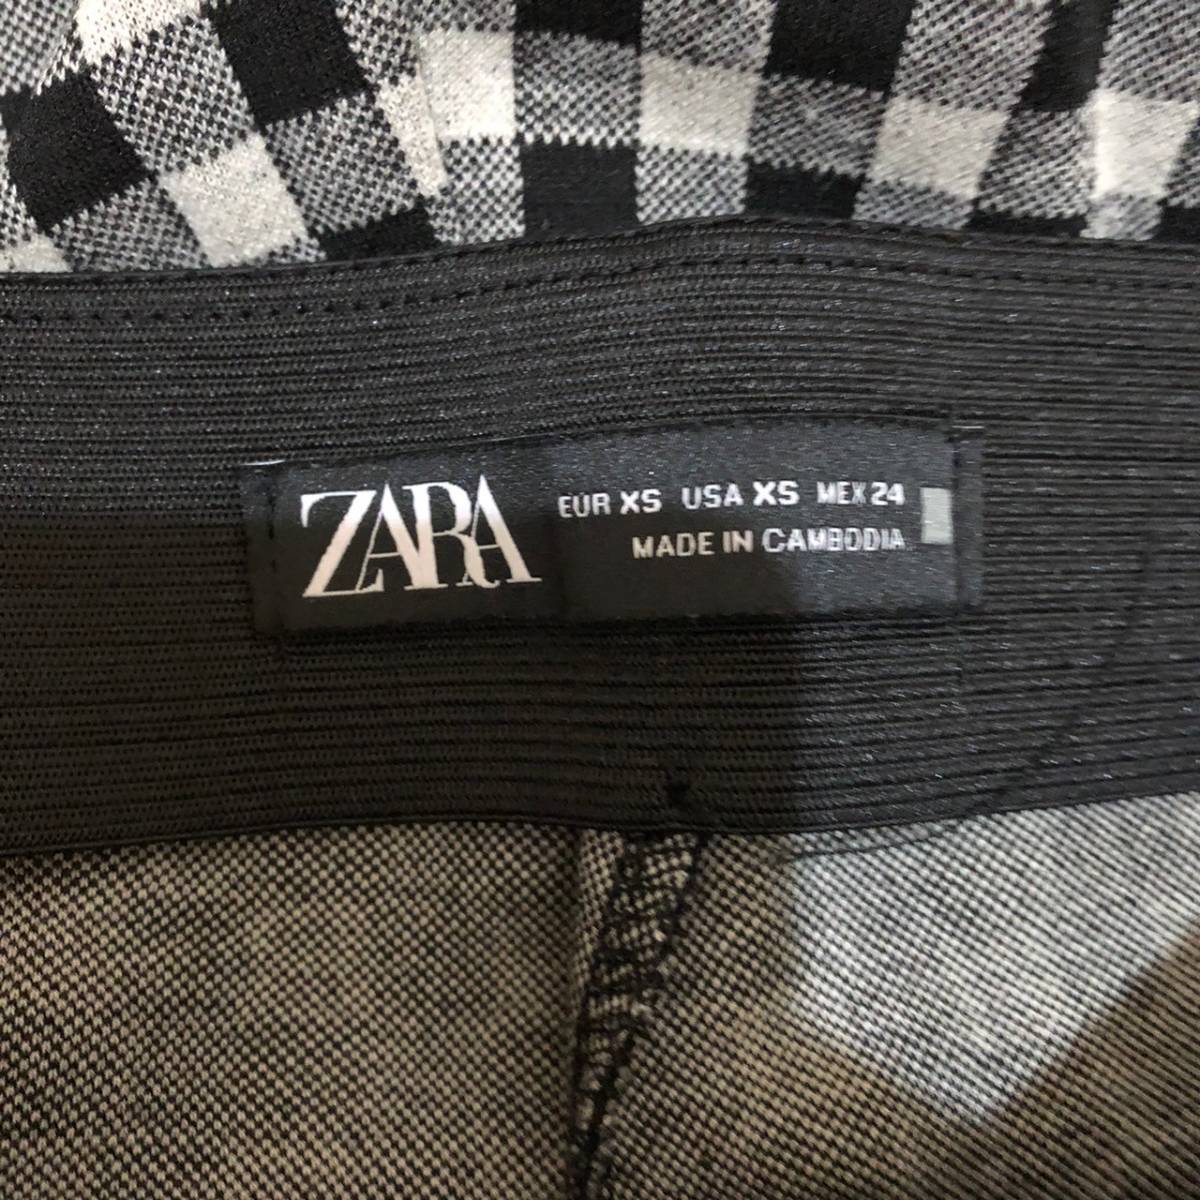 ZARA
EUR XS USA XS MEX 24
MADE IN CAMBODIA